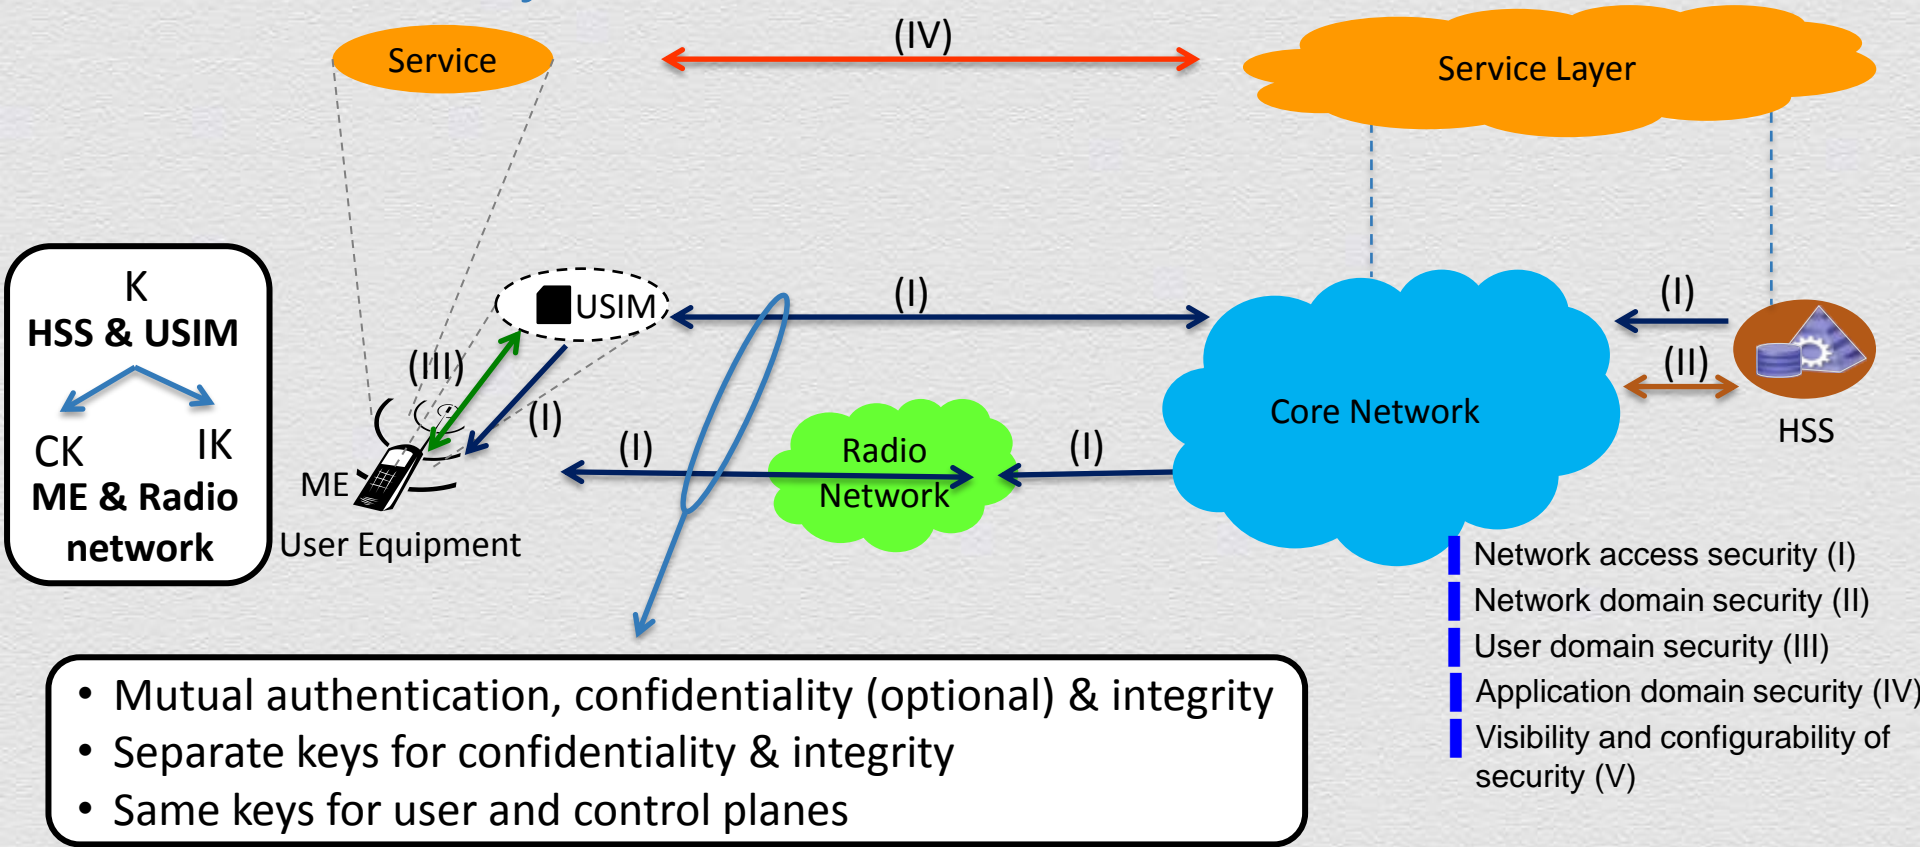 Service
(IV)
Service Layer
K
HSS & USIM
CK
IK
ME & Radio
network
USIM
(III)
(I)
(I)
(I)
(I)
(I)
(II)
ME
User Equipment
Radio
Network
Core Network
HSS
Network access security (I)
Network domain security (II)
User domain security (III)
Application domain security (IV)
Visibility and configurability of
security (V)
• Mutual authentication, confidentiality (optional) & integrity
• Separate keys for confidentiality & integrity
• Same keys for user and control planes